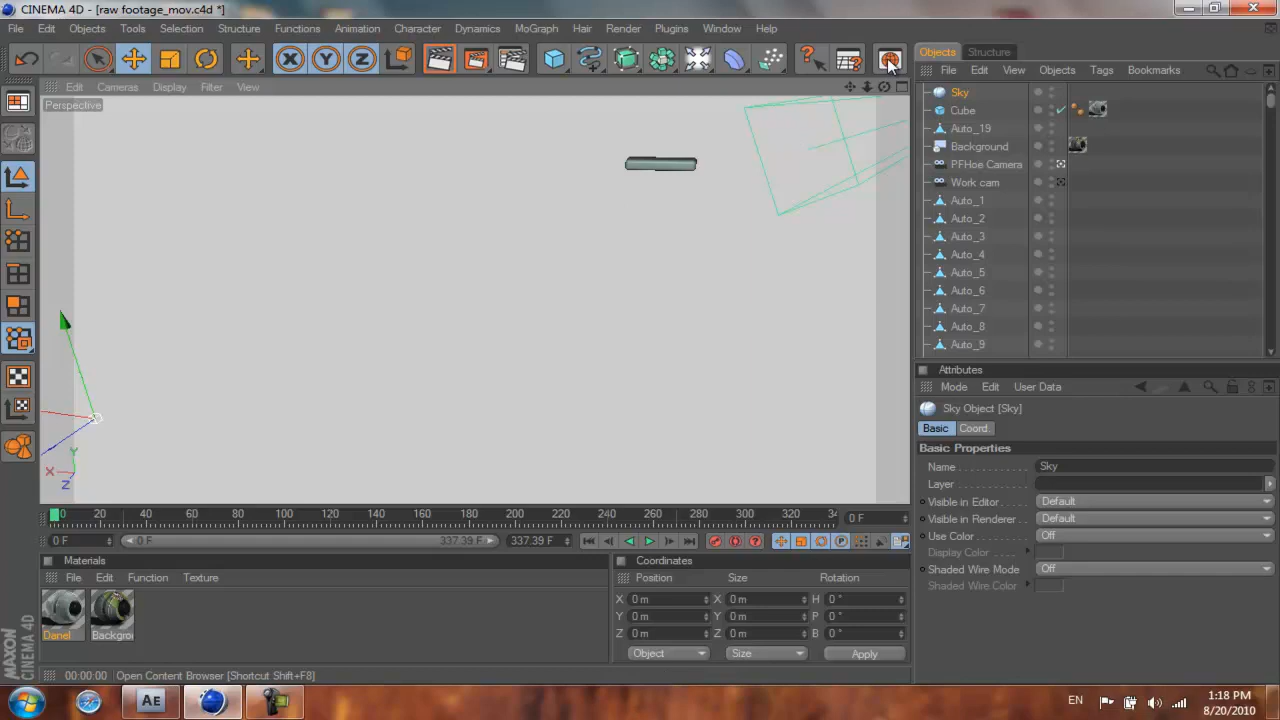 CINEMA 4D - [raw footage_mov.c4d *]
File Edit Objects Tools Selection Structure Functions Animation Character Dynamics MoGraph Hair Render Plugins Window Help
X Y Z
Objects Structure
File Edit View Objects Tags Bookmarks
Edit Cameras Display Filter View
Perspective
Sky
Cube
Auto_19
Background
PFHoe Camera
Work cam
Auto_1
Auto_2
Auto_3
Auto_4
Auto_5
Auto_6
Auto_7
Auto_8
Auto_9
Attributes
Mode Edit User Data
Sky Object [Sky]
Basic Coord.
Basic Properties
Name Sky
Layer
Visible in Editor Default
Visible in Renderer Default
Use Color Off
Display Color
Shaded Wire Mode Off
Shaded Wire Color
Y
X
Z
0 20 40 60 80 100 120 140 160 180 200 220 240 260 280 300 320 34
0 F
0 F 0 F 337.39 F 337.39 F
Materials
File Edit Function Texture
Danel Backgrou
Coordinates
Position Size Rotation
X 0 m X 0 m H 0 °
Y 0 m Y 0 m P 0 °
Z 0 m Z 0 m B 0 °
Object Size Apply
MAXON CINEMA 4D
00:00:00 Open Content Browser [Shortcut Shift+F8]
AE
EN
1:18 PM
8/20/2010